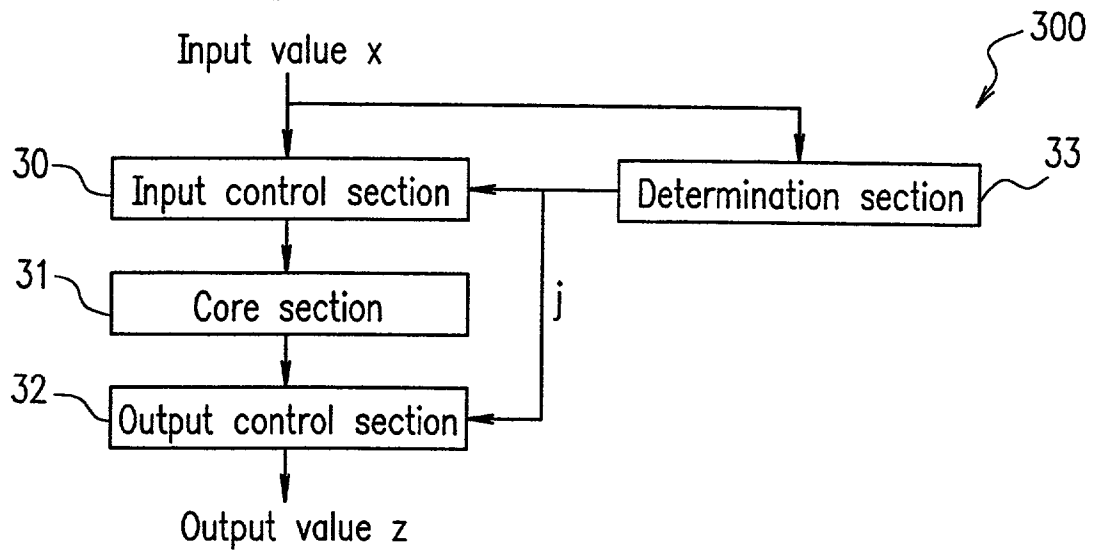 300
Input value x
30
Input control section
33
Determination section
31
Core section
j
32
Output control section
Output value z